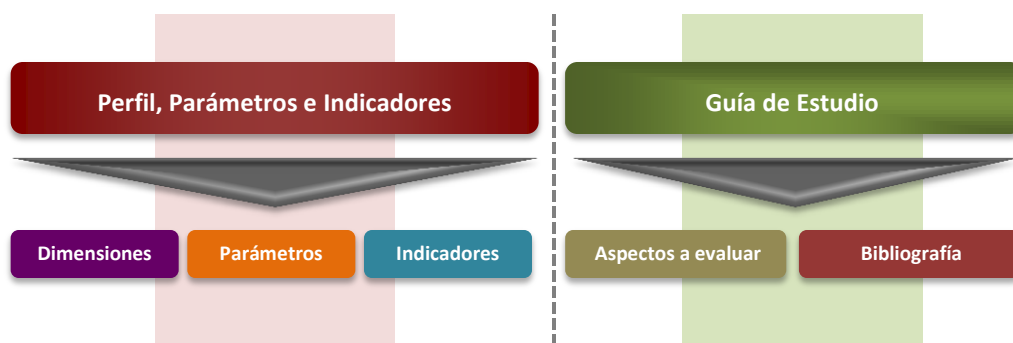 Perfil, Parámetros e Indicadores
Guía de Estudio
Dimensiones
Parámetros
Indicadores
Aspectos a evaluar
Bibliografía